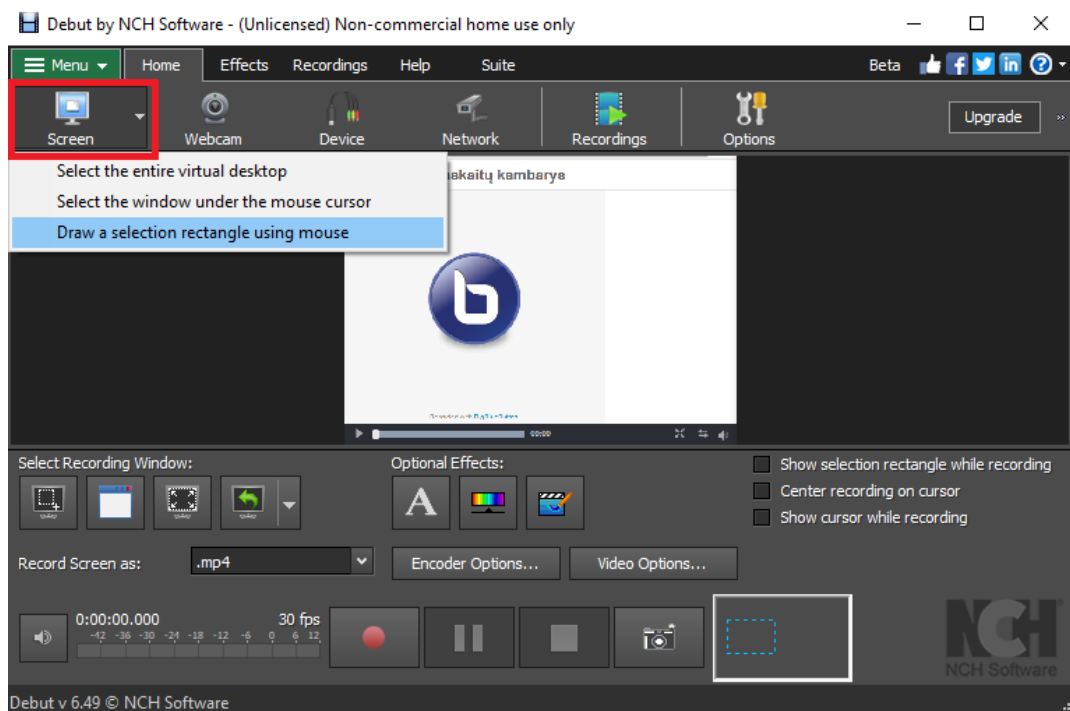 Debut by NCH Software - (Unlicensed) Non-commercial home use only
Menu Home Effects Recordings Help Suite Beta
Screen Webcam Device Network Recordings Options Upgrade
Select the entire virtual desktop
Select the window under the mouse cursor
Draw a selection rectangle using mouse
kambarys
00:00
Select Recording Window: Optional Effects:
Show selection rectangle while recording
Center recording on cursor
Show cursor while recording
Record Screen as: .mp4 Encoder Options... Video Options...
0:00:00.000 30 fps
-42 -36 -30 -24 -18 -12 -6 0 6 12
NCH
NCH Software
Debut v 6.49 © NCH Software